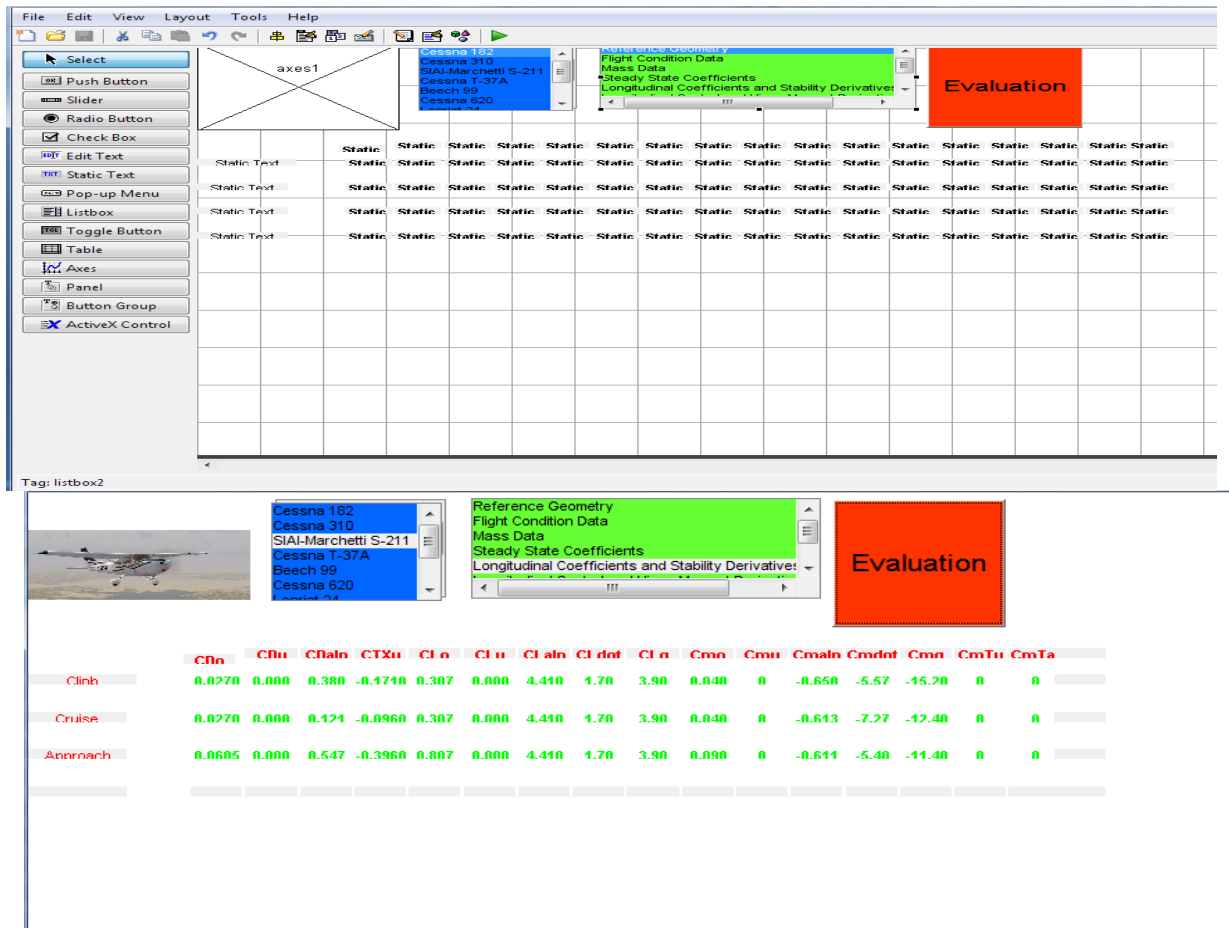 File Edit View Layout Tools Help
Select
Push Button
Slider
Radio Button
Check Box
Edit Text
Static Text
Pop-up Menu
Listbox
Toggle Button
Table
Axes
Panel
Button Group
ActiveX Control
axes1
Cessna 182
Cessna 310
SIAI-Marchetti S-211
Cessna T-37A
Beech 99
Cessna 620
Learjet 24
Reference Geometry
Flight Condition Data
Mass Data
Steady State Coefficients
Longitudinal Coefficients and Stability Derivatives
Evaluation
Static Static Static Static Static Static Static Static Static Static Static Static Static Static Static Static Static
Static Text Static Static Static Static Static Static Static Static Static Static Static Static Static Static Static Static Static
Static Text Static Static Static Static Static Static Static Static Static Static Static Static Static Static Static Static Static
Static Text Static Static Static Static Static Static Static Static Static Static Static Static Static Static Static Static Static
Static Text Static Static Static Static Static Static Static Static Static Static Static Static Static Static Static Static Static
Tag: listbox2
Cessna 182
Cessna 310
SIAI-Marchetti S-211
Cessna T-37A
Beech 99
Cessna 620
Learjet 24
Reference Geometry
Flight Condition Data
Mass Data
Steady State Coefficients
Longitudinal Coefficients and Stability Derivatives
Evaluation
CDo CDu CDalp CTXu CLo CLu CLalp CLdot CLq Cmo Cmu Cmalp Cmdot Cmq CmTu CmTa
Climb 0.0270 0.000 0.380 -0.1710 0.307 0.000 4.410 1.70 3.90 0.040 0 -0.650 -5.57 -15.20 0 0
Cruise 0.0270 0.000 0.121 -0.0960 0.307 0.000 4.410 1.70 3.90 0.040 0 -0.613 -7.27 -12.40 0 0
Approach 0.0605 0.000 0.547 -0.3960 0.807 0.000 4.410 1.70 3.90 0.090 0 -0.611 -5.40 -11.40 0 0